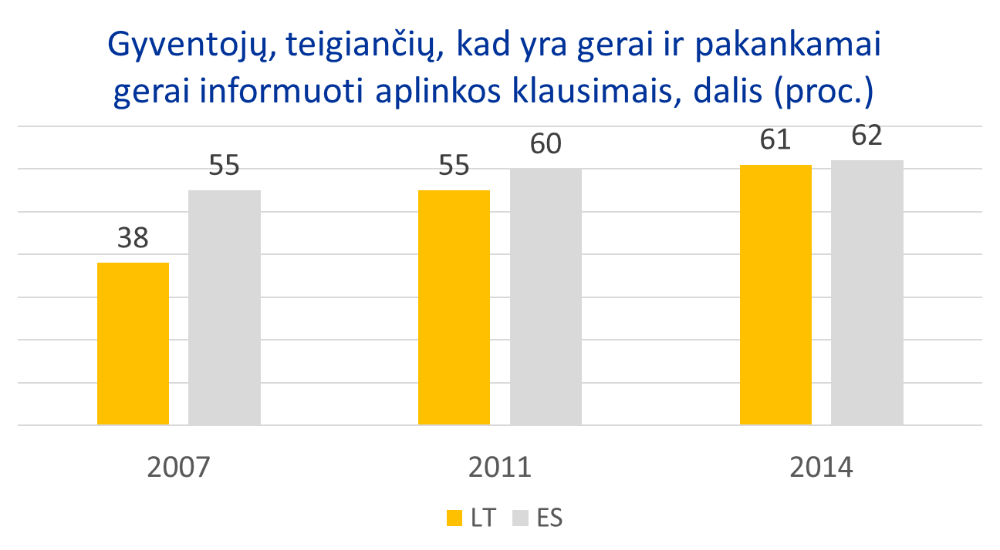 Gyventojų, teigiančių, kad yra gerai ir pakankamai
gerai informuoti aplinkos klausimais, dalis (proc.)
38
55
55
60
61
62
2007
2011
2014
LT
ES